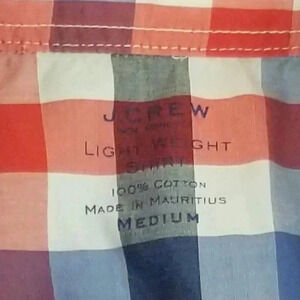 J.CREW
LIGHT WEIGHT
SHIRT
100% COTTON
MADE IN MAURITIUS
MEDIUM